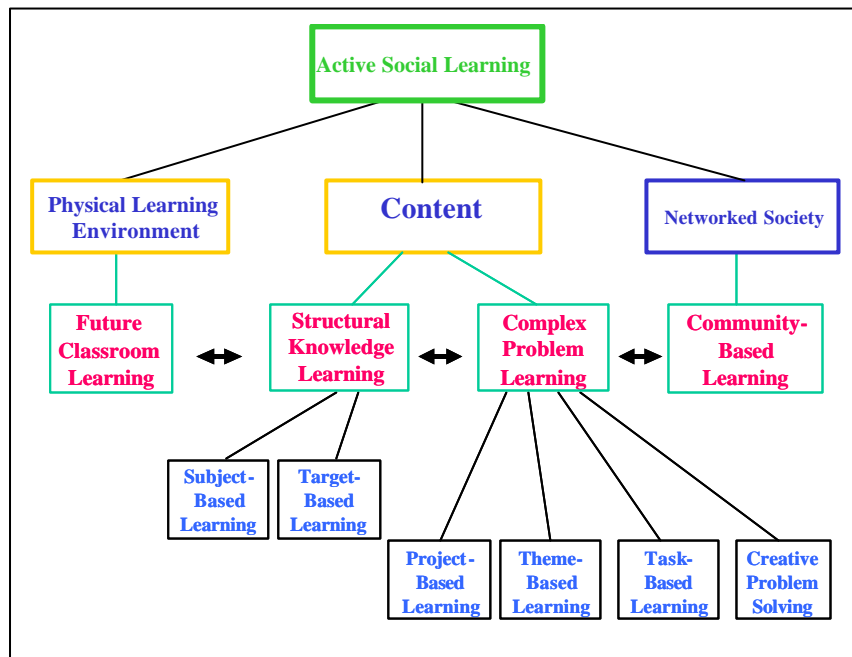 Active Social Learning
Physical Learning
Environment
Content
Networked Society
Future
Classroom
Learning
Structural
Knowledge
Learning
Complex
Problem
Learning
Community-
Based
Learning
Subject-
Based
Learning
Target-
Based
Learning
Project-
Based
Learning
Theme-
Based
Learning
Task-
Based
Learning
Creative
Problem
Solving